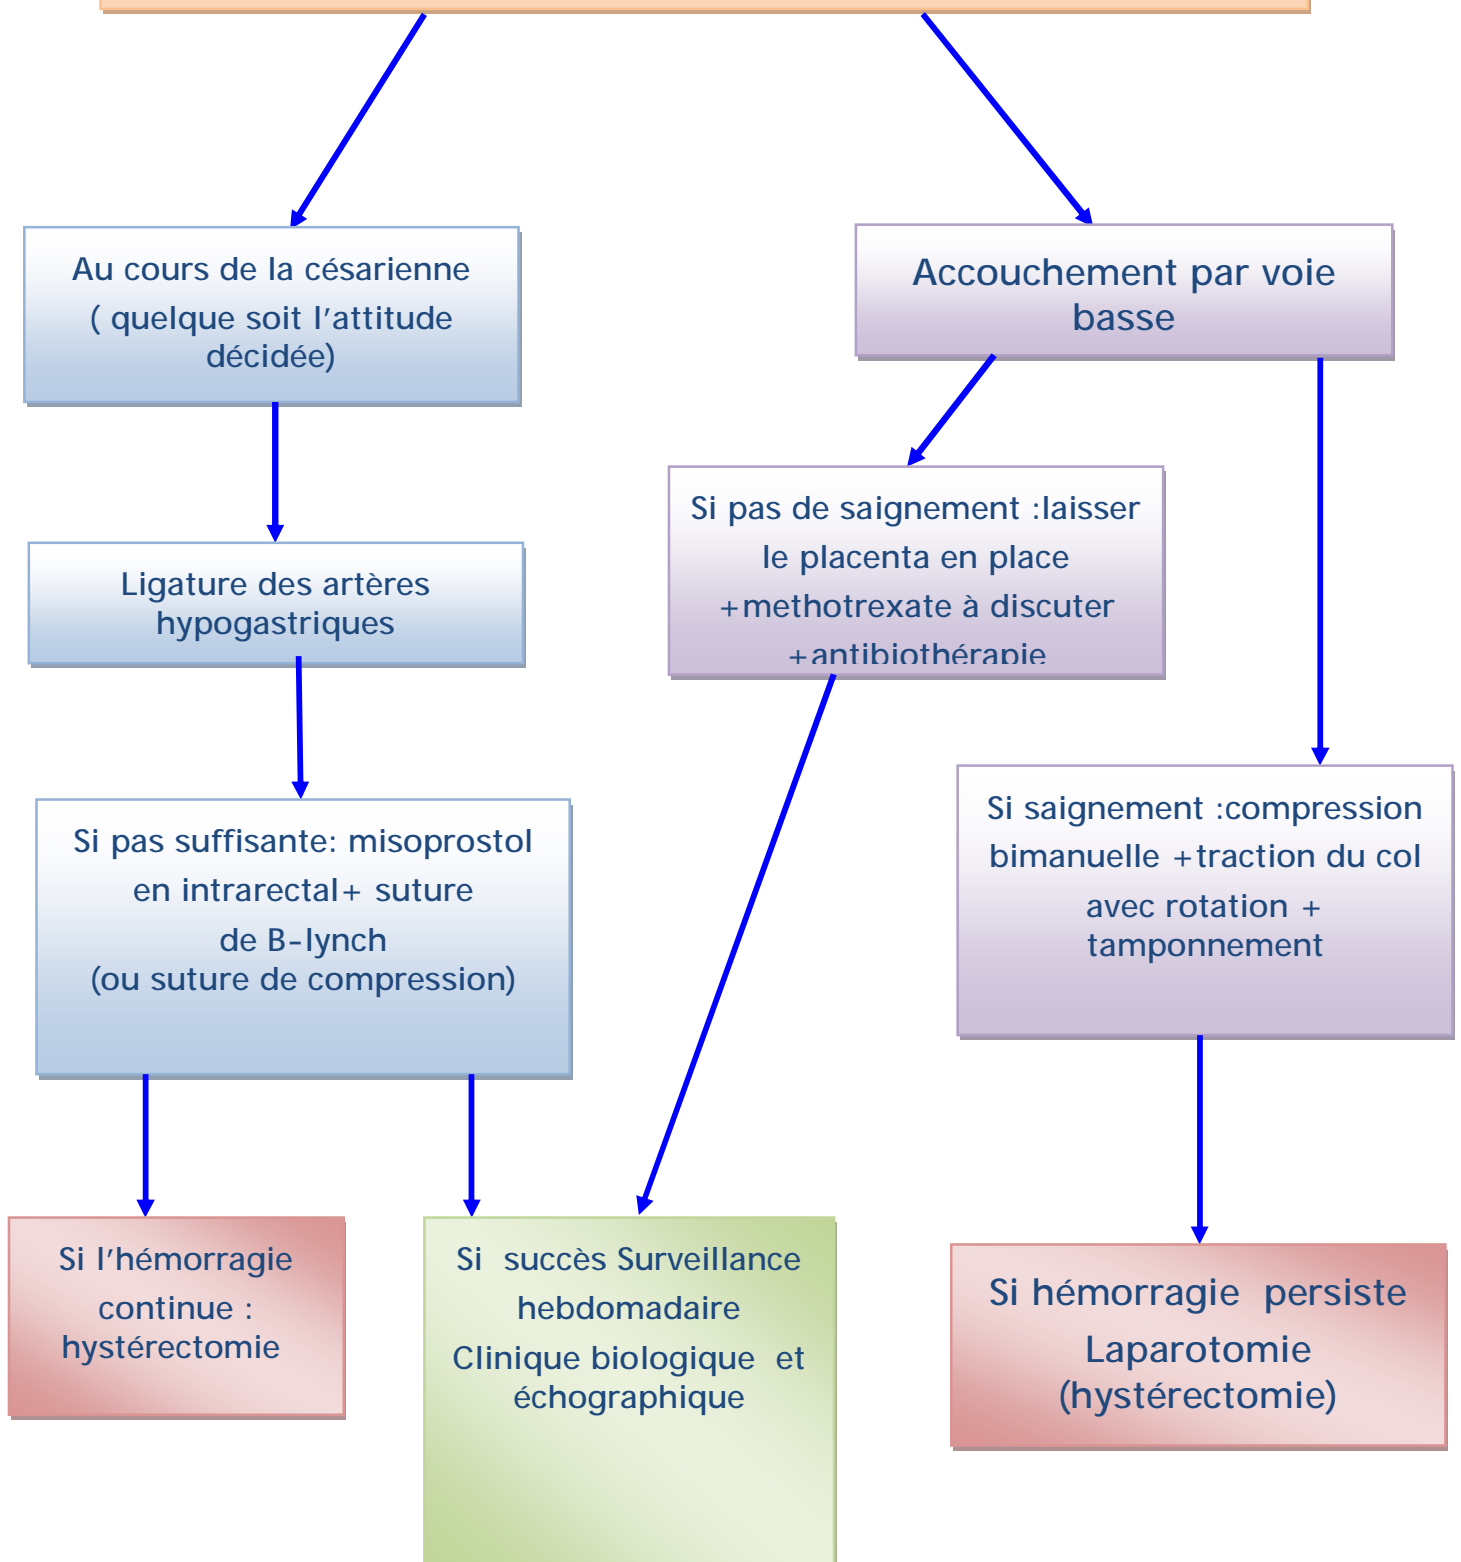 Au cours de la césarienne
( quelque soit l'attitude
décidée)
Accouchement par voie
basse
Si pas de saignement :laisser
le placenta en place
+methotrexate à discuter
+antibiothérapie
Ligature des artères
hypogastriques
Si pas suffisante: misoprostol
en intrarectal+ suture
de B-lynch
(ou suture de compression)
Si saignement :compression
bimanuelle +traction du col
avec rotation +
tamponnement
Si l'hémorragie
continue :
hystérectomie
Si  succès Surveillance
hebdomadaire
Clinique biologique  et
échographique
Si hémorragie  persiste
Laparotomie
(hystérectomie)